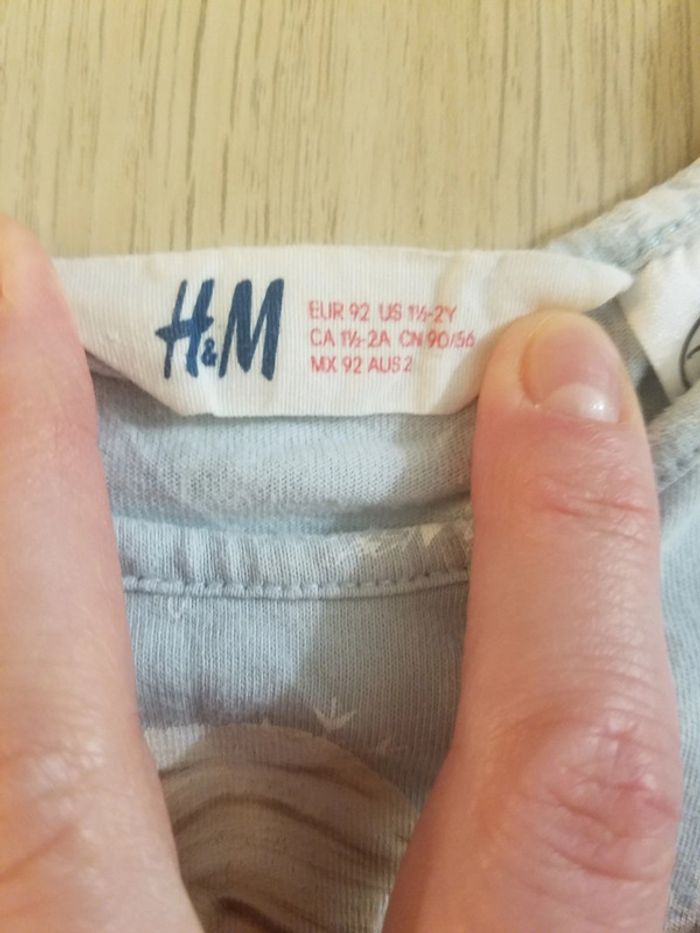 H&M
EUR 92 US 1½-2Y
CA 1½-2A CN 90/56
MX 92 AUS 2